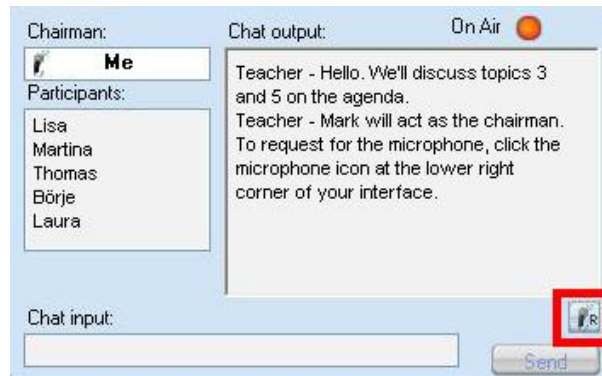 Chairman:
Me
Participants:
Lisa
Martina
Thomas
Börje
Laura
Chat output:
On Air
Teacher - Hello. We'll discuss topics 3
and 5 on the agenda.
Teacher - Mark will act as the chairman.
To request for the microphone, click the
microphone icon at the lower right
corner of your interface.
R
Chat input:
Send